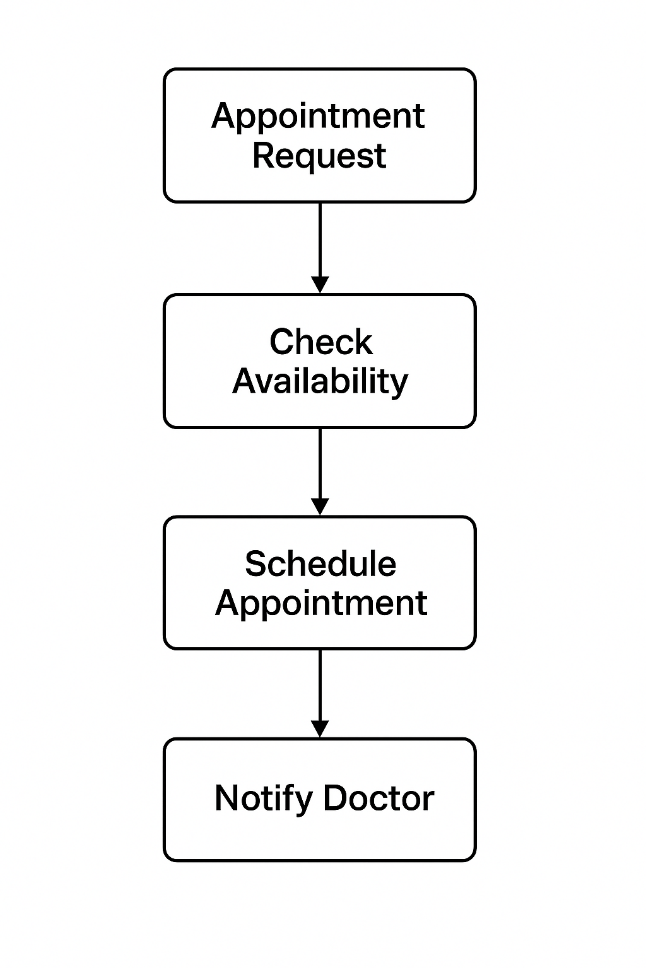 Appointment
Request
Check
Availability
Schedule
Appointment
Notify Doctor